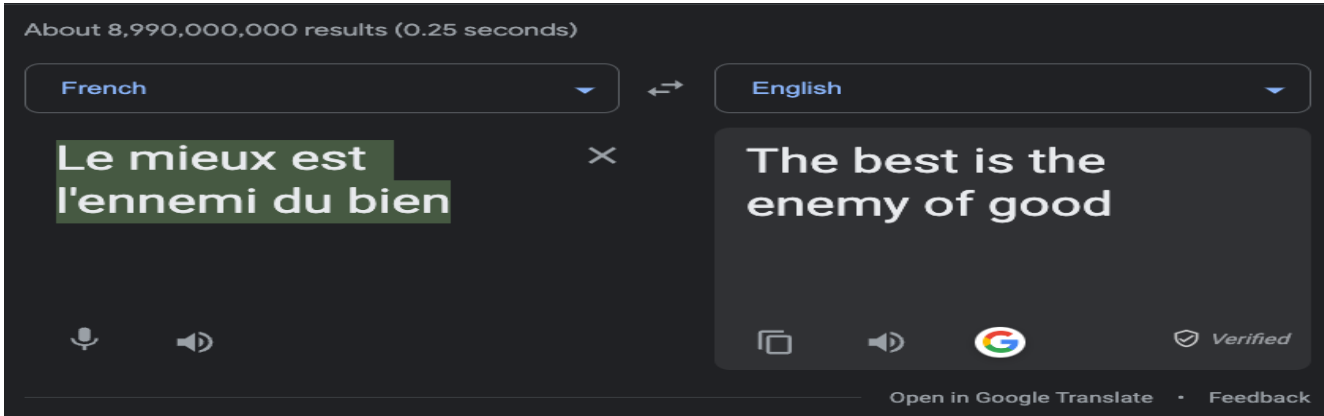 About 8,990,000,000 results (0.25 seconds)
French
English
Le mieux est
l'ennemi du bien
The best is the
enemy of good
Verified
Open in Google Translate · Feedback